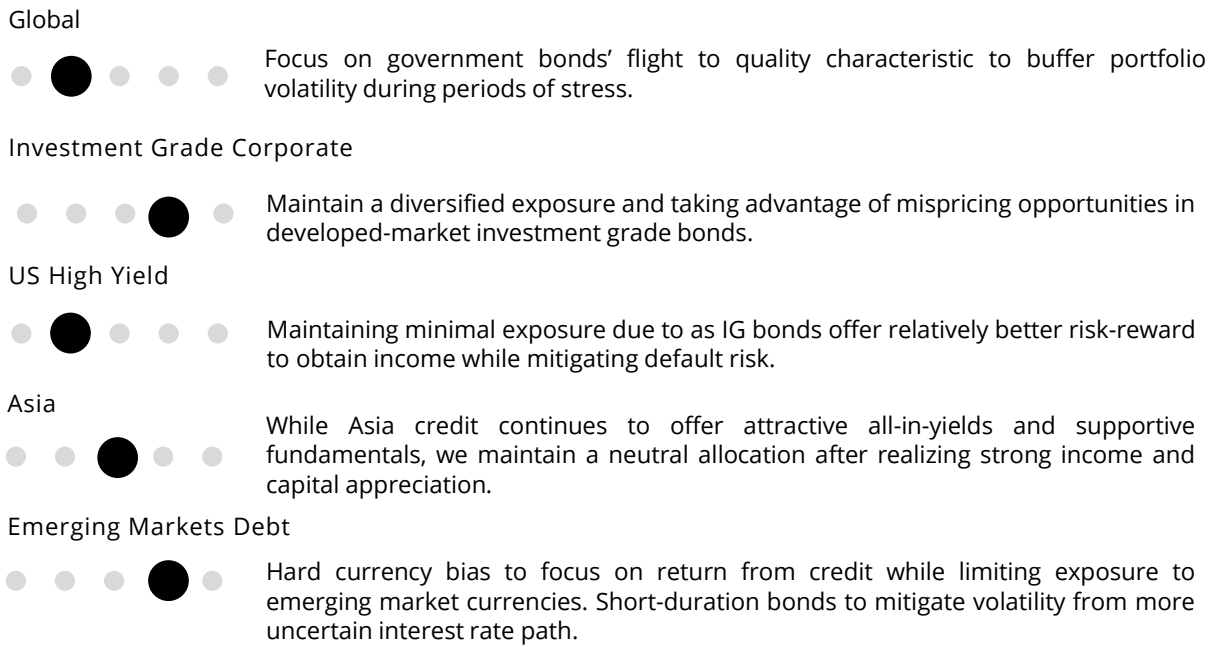 Global
Focus on government bonds’ flight to quality characteristic to buffer portfolio
volatility during periods of stress.
Investment Grade Corporate
Maintain a diversified exposure and taking advantage of mispricing opportunities in
developed-market investment grade bonds.
US High Yield
Maintaining minimal exposure due to as IG bonds offer relatively better risk-reward
to obtain income while mitigating default risk.
Asia
While Asia credit continues to offer attractive all-in-yields and supportive
fundamentals, we maintain a neutral allocation after realizing strong income and
capital appreciation.
Emerging Markets Debt
Hard currency bias to focus on return from credit while limiting exposure to
emerging market currencies. Short-duration bonds to mitigate volatility from more
uncertain interest rate path.